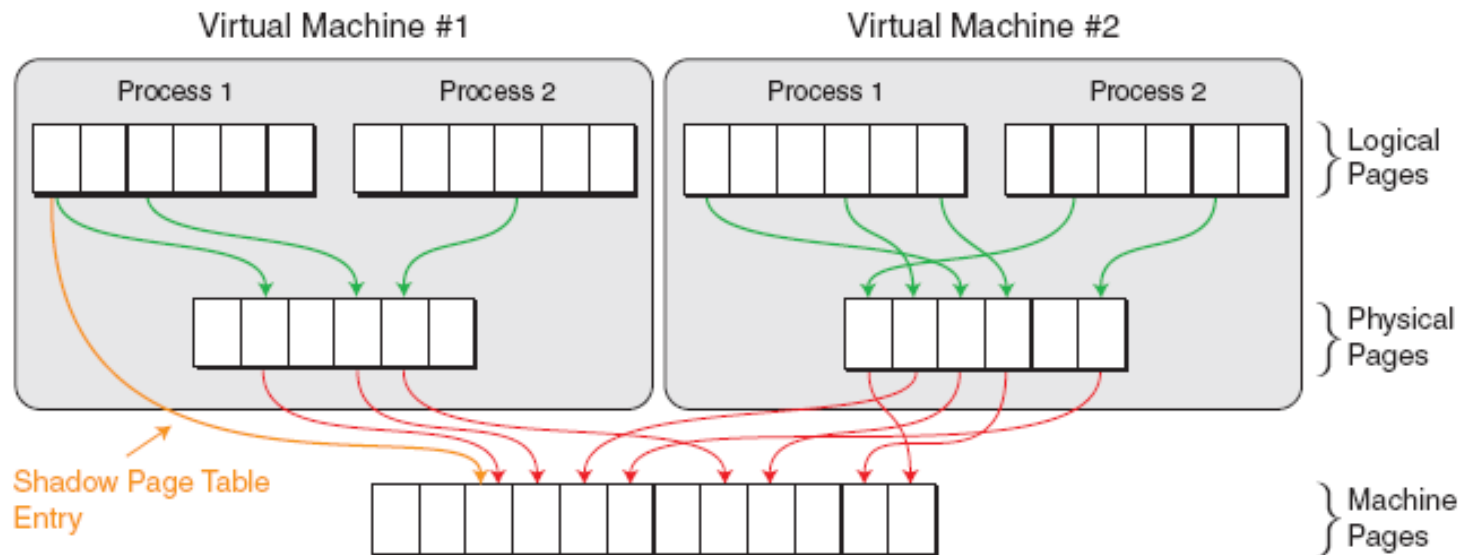 Virtual Machine #1
Virtual Machine #2
Process 1
Process 2
Process 1
Process 2
Logical
Pages
Physical
Pages
Shadow Page Table
Entry
Machine
Pages